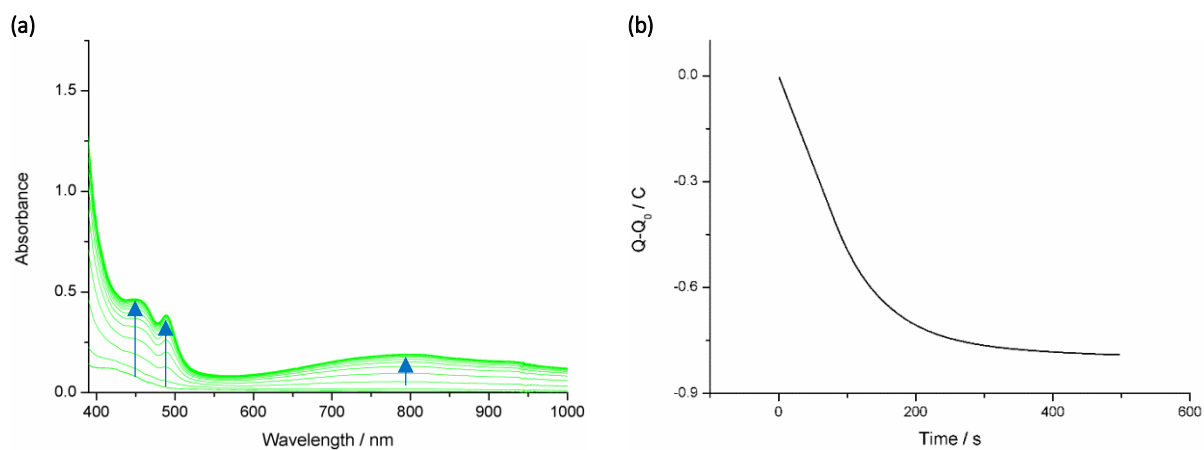 (a)
1.5
1.0
0.5
0.0
Absorbance
400 500 600 700 800 900 1000
Wavelength / nm
(b)
0.0
-0.3
-0.6
-0.9
Q-Q₀ / C
0 200 400 600
Time / s